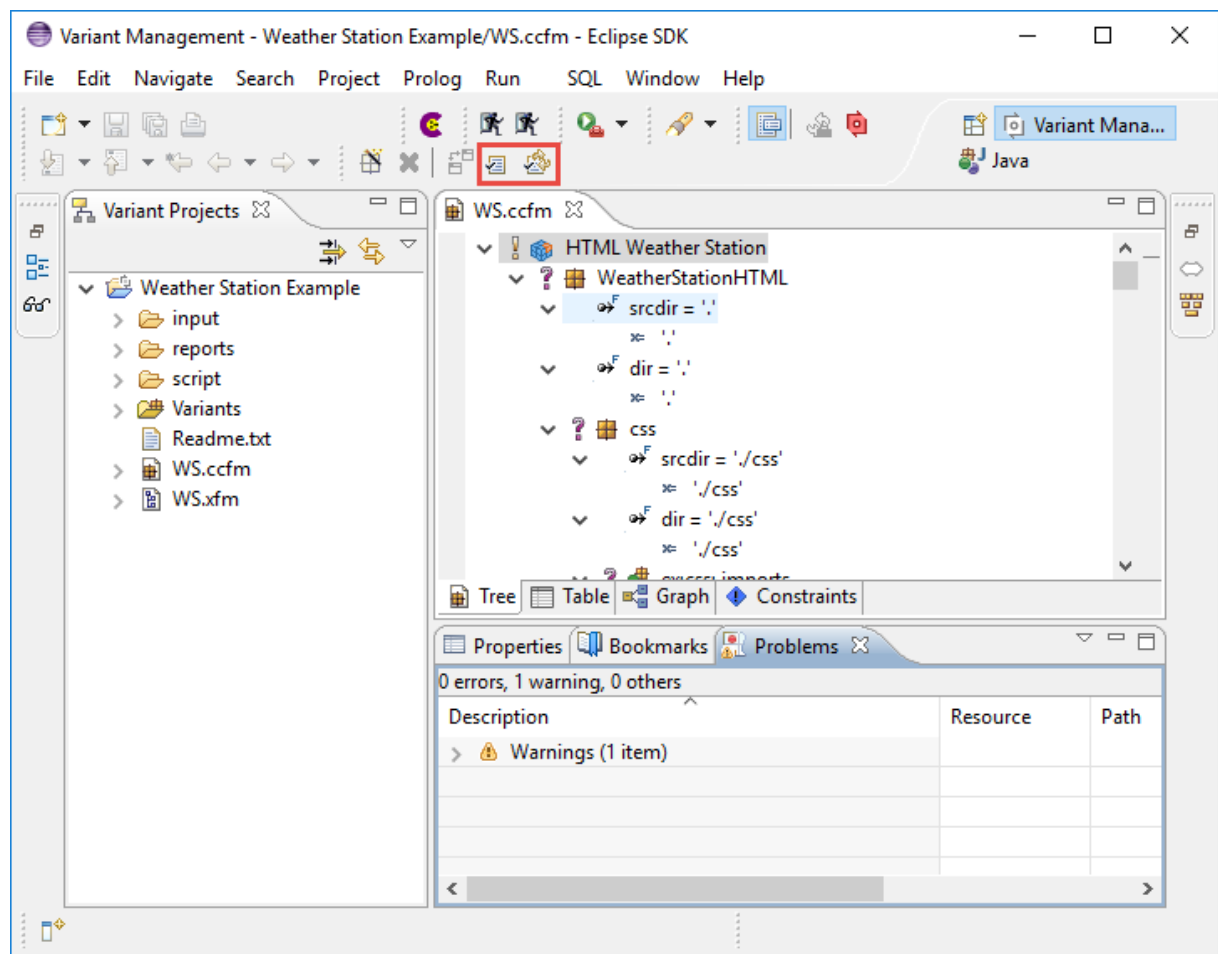 Variant Management - Weather Station Example/WS.ccfm - Eclipse SDK
File Edit Navigate Search Project Prolog Run SQL Window Help
Variant Mana...
Java
Variant Projects
Weather Station Example
input
reports
script
Variants
Readme.txt
WS.ccfm
WS.xfm
WS.ccfm
HTML Weather Station
WeatherStationHTML
srcdir = '.'
'.'
dir = '.'
'.'
css
srcdir = './css'
'./css'
dir = './css'
'./css'
Tree Table Graph Constraints
Properties Bookmarks Problems
0 errors, 1 warning, 0 others
Description Resource Path
Warnings (1 item)